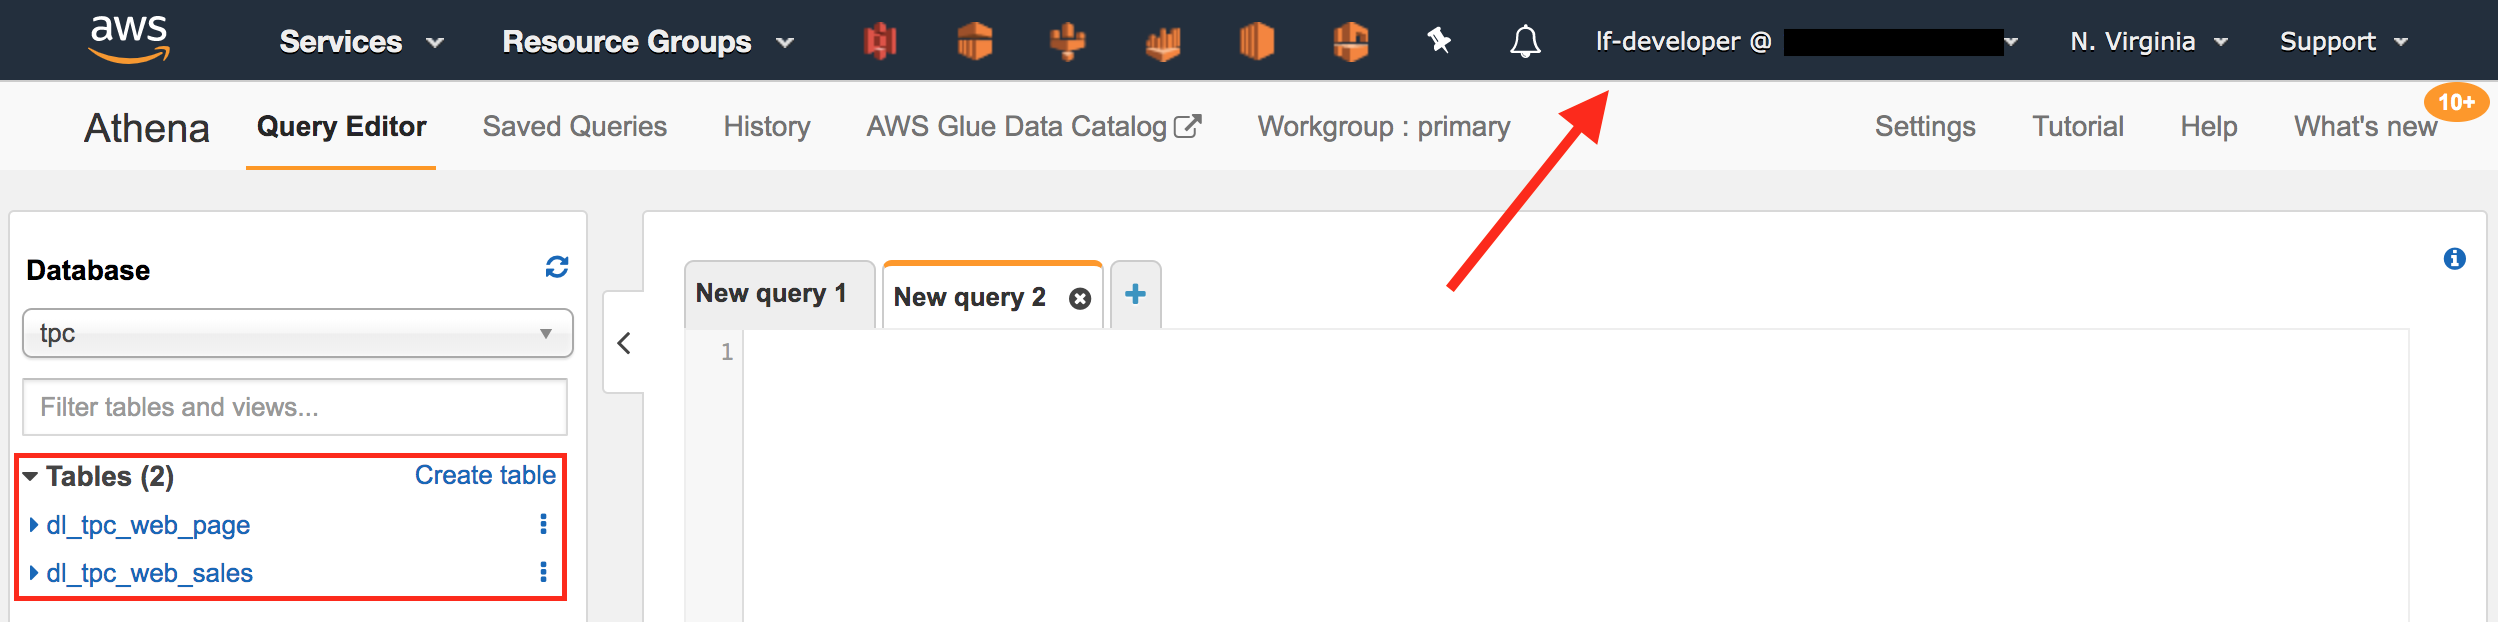 aws Services Resource Groups lf-developer @ N. Virginia Support
Athena Query Editor Saved Queries History AWS Glue Data Catalog Workgroup : primary Settings Tutorial Help What's new 10+
Database
tpc
Filter tables and views...
Tables (2) Create table
dl_tpc_web_page
dl_tpc_web_sales
New query 1 New query 2
1